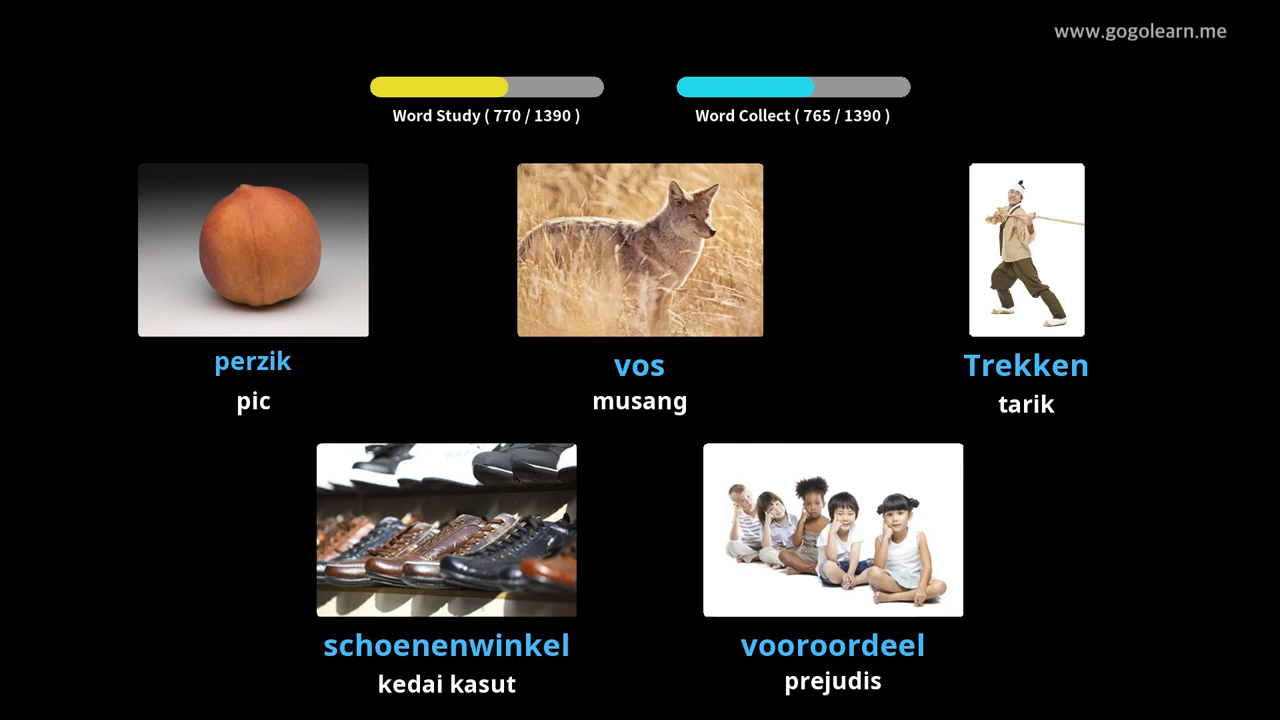 www.gogolearn.me
Word Study ( 770 / 1390 )
Word Collect ( 765 / 1390 )
perzik
pic
vos
musang
Trekken
tarik
schoenenwinkel
kedai kasut
vooroordeel
prejudis